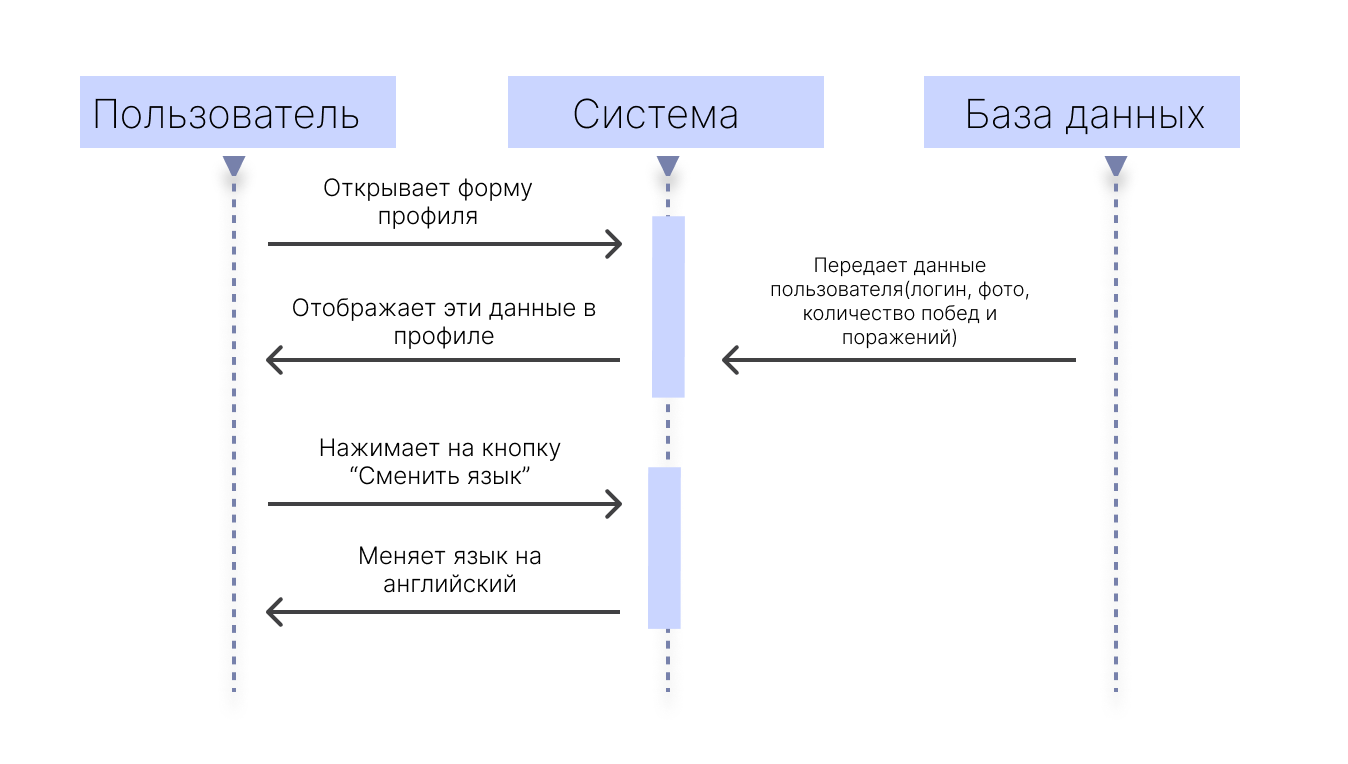 Пользователь
Система
База данных
Открывает форму
профиля
Передает данные
пользователя(логин, фото,
количество побед и
поражений)
Отображает эти данные в
профиле
Нажимает на кнопку
“Сменить язык”
Меняет язык на
английский